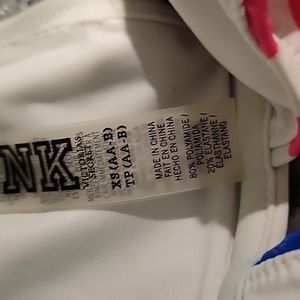 NK
VICTORIA'S
SECRET
XS (AA-B)
TP (AA-B)
MADE IN CHINA
FAIT EN CHINE
HECHO EN CHINA
80% POLYAMIDE /
POLIAMIDA
20% ELASTANE /
ELASTANO